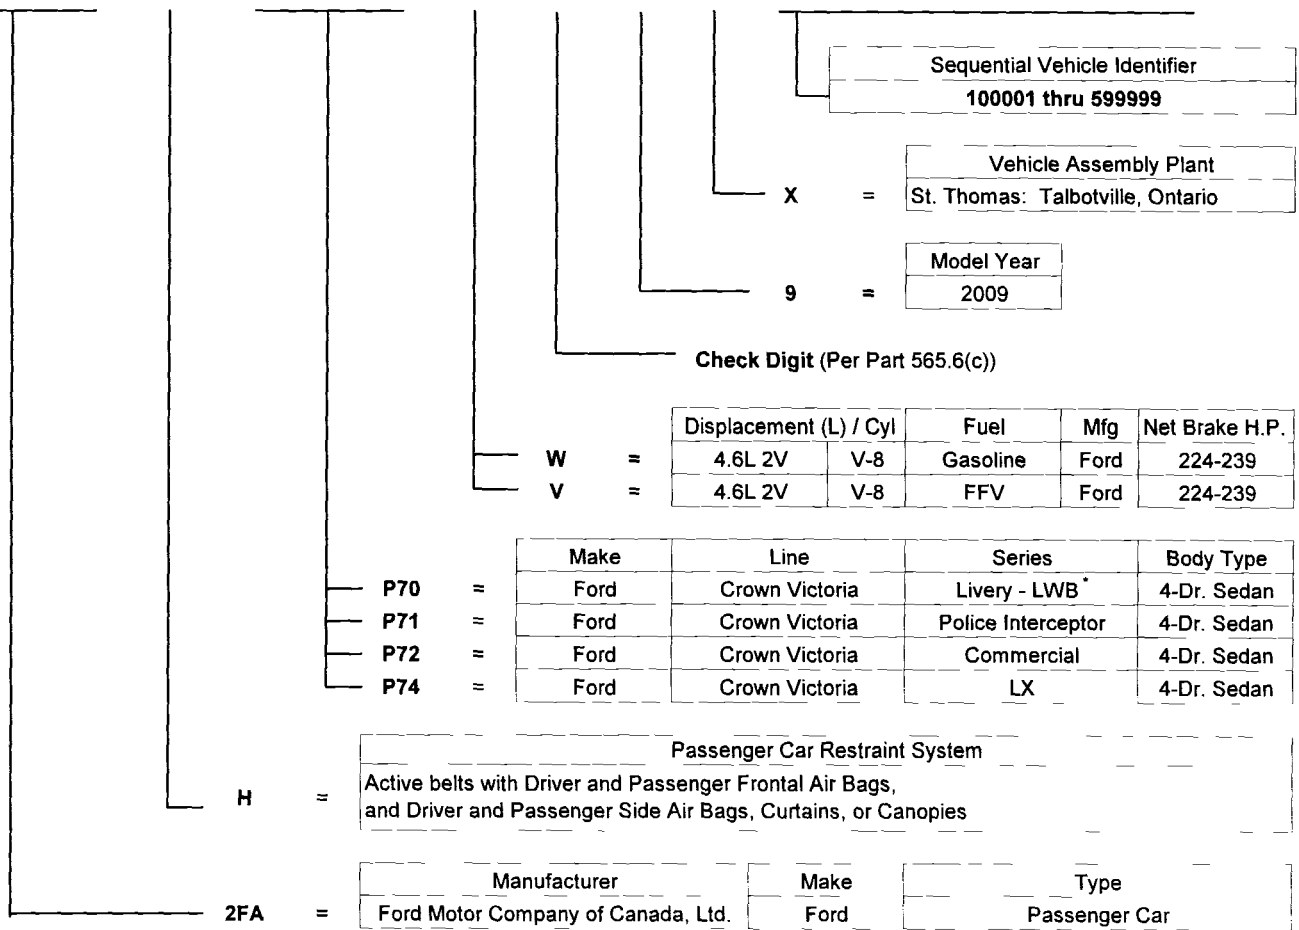 Sequential Vehicle Identifier
100001 thru 599999
Vehicle Assembly Plant
X = St. Thomas: Talbotville, Ontario
Model Year
9 = 2009
Check Digit (Per Part 565.6(c))
Displacement (L) / Cyl Fuel Mfg Net Brake H.P.
W = 4.6L 2V V-8 Gasoline Ford 224-239
V = 4.6L 2V V-8 FFV Ford 224-239
Make Line Series Body Type
P70 = Ford Crown Victoria Livery - LWB* 4-Dr. Sedan
P71 = Ford Crown Victoria Police Interceptor 4-Dr. Sedan
P72 = Ford Crown Victoria Commercial 4-Dr. Sedan
P74 = Ford Crown Victoria LX 4-Dr. Sedan
Passenger Car Restraint System
H = Active belts with Driver and Passenger Frontal Air Bags,
and Driver and Passenger Side Air Bags, Curtains, or Canopies
Manufacturer Make Type
2FA = Ford Motor Company of Canada, Ltd. Ford Passenger Car